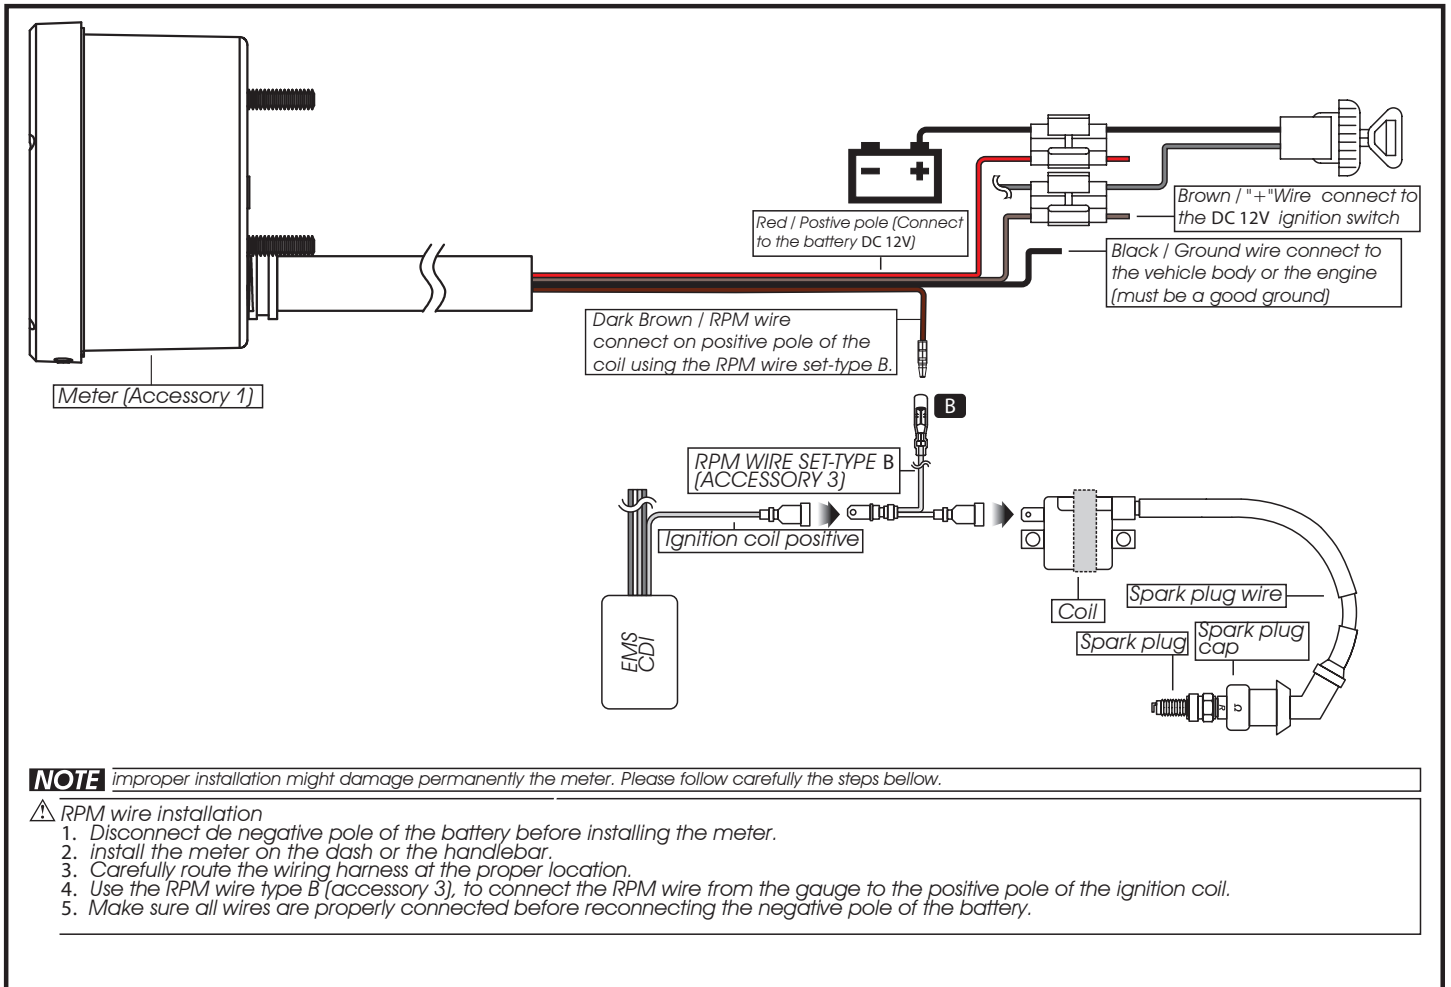 Red / Postive pole (Connect
to the battery DC 12V)
Brown / "+"Wire connect to
the DC 12V ignition switch
Black / Ground wire connect to
the vehicle body or the engine
(must be a good ground)
Dark Brown / RPM wire
connect on positive pole of the
coil using the RPM wire set-type B.
Meter (Accessory 1)
B
RPM WIRE SET-TYPE B
(ACCESSORY 3)
Ignition coil positive
EMS
CDI
Coil
Spark plug wire
Spark plug
Spark plug
cap
R
Ω
NOTE improper installation might damage permanently the meter. Please follow carefully the steps bellow.
RPM wire installation
1. Disconnect de negative pole of the battery before installing the meter.
2. install the meter on the dash or the handlebar.
3. Carefully route the wiring harness at the proper location.
4. Use the RPM wire type B (accessory 3), to connect the RPM wire from the gauge to the positive pole of the ignition coil.
5. Make sure all wires are properly connected before reconnecting the negative pole of the battery.